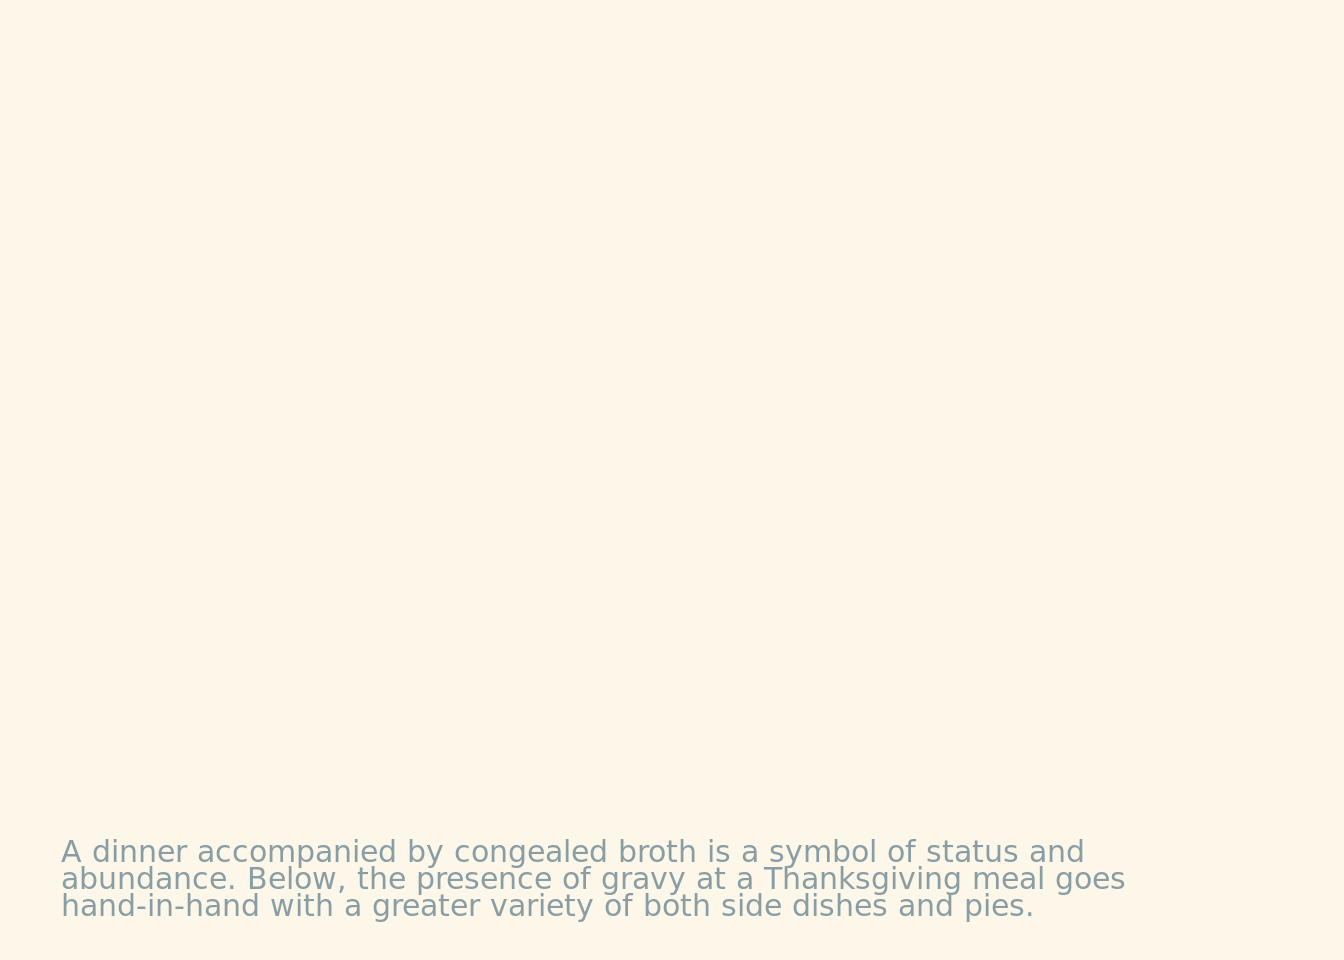 A dinner accompanied by congealed broth is a symbol of status and
abundance. Below, the presence of gravy at a Thanksgiving meal goes
hand-in-hand with a greater variety of both side dishes and pies.